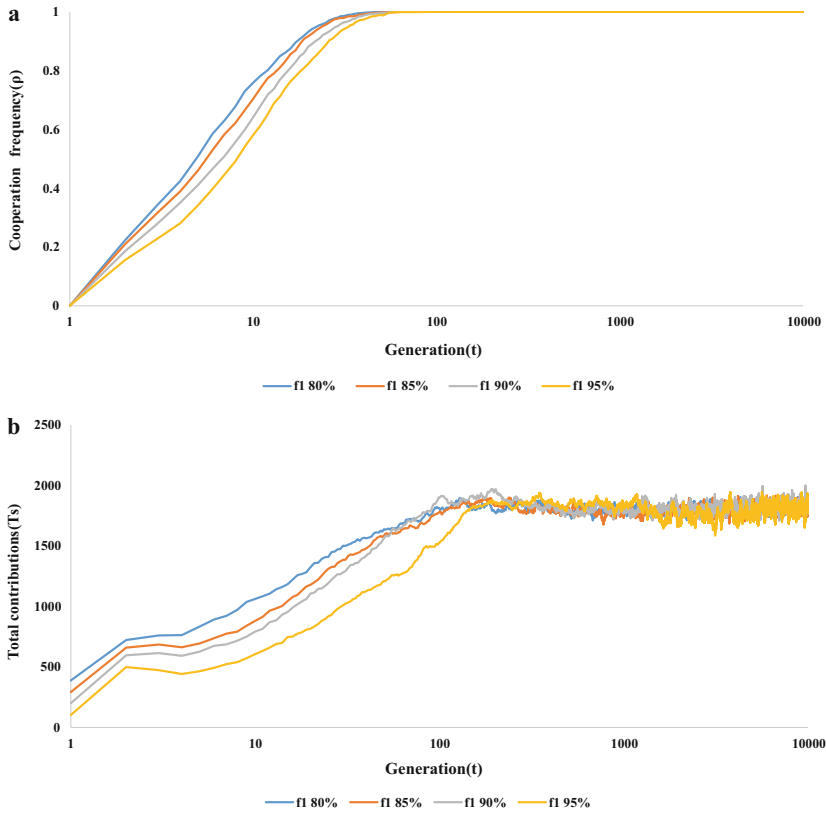 a
1
0.8
0.6
0.4
0.2
0
Cooperation frequency(ρ)
1 10 100 1000 10000
Generation(t)
f1 80% f1 85% f1 90% f1 95%
b
2500
2000
1500
1000
500
0
Total contributions(Ts)
1 10 100 1000 10000
Generation(t)
f1 80% f1 85% f1 90% f1 95%